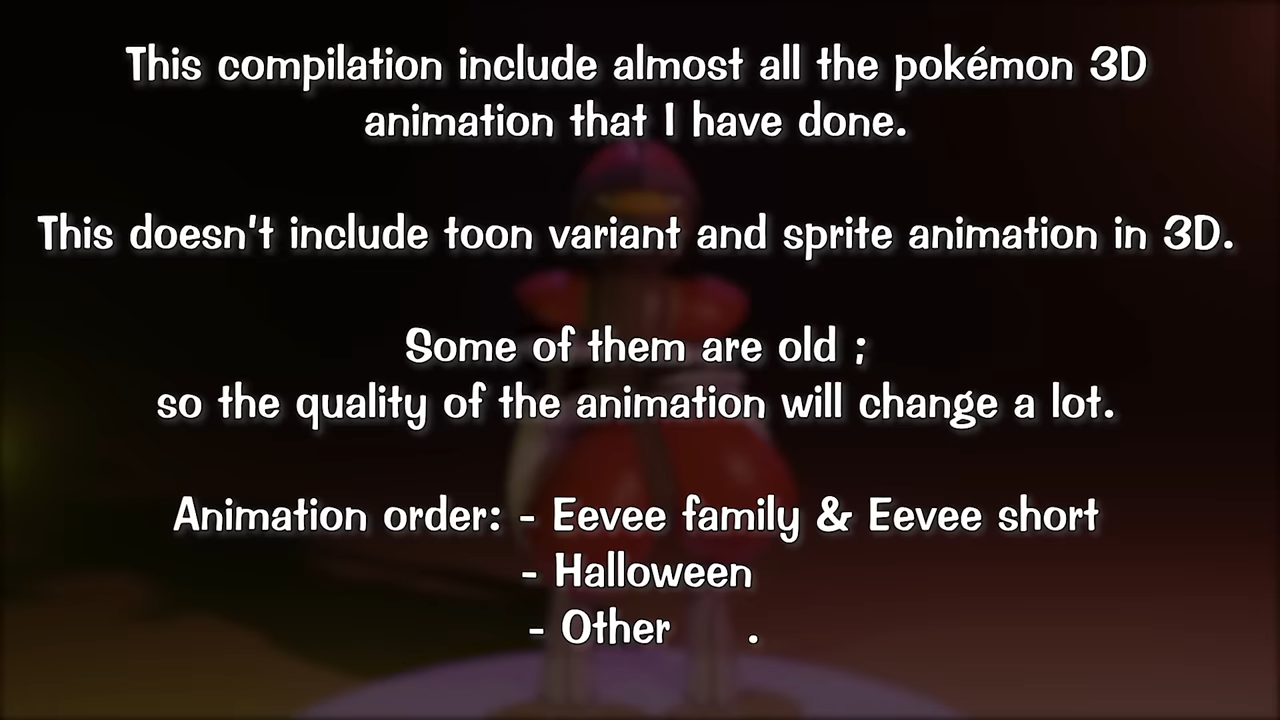 This compilation include almost all the pokémon 3D
animation that I have done.
This doesn't include toon variant and sprite animation in 3D.
Some of them are old ;
so the quality of the animation will change a lot.
Animation order: - Eevee family & Eevee short
- Halloween
- Other .